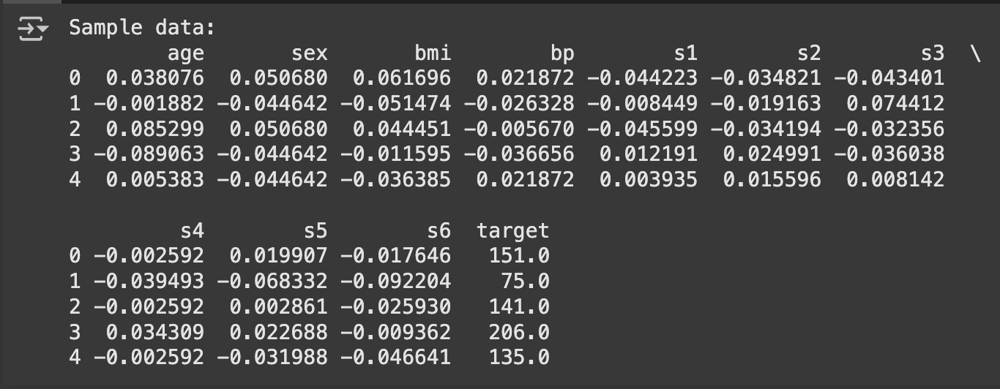 Sample data:
        age       sex       bmi        bp        s1        s2        s3  \
0  0.038076  0.050680  0.061696  0.021872 -0.044223 -0.034821 -0.043401
1 -0.001882 -0.044642 -0.051474 -0.026328 -0.008449 -0.019163  0.074412
2  0.085299  0.050680  0.044451 -0.005670 -0.045599 -0.034194 -0.032356
3 -0.089063 -0.044642 -0.011595 -0.036656  0.012191  0.024991 -0.036038
4  0.005383 -0.044642 -0.036385  0.021872  0.003935  0.015596  0.008142

         s4        s5        s6  target
0 -0.002592  0.019907 -0.017646   151.0
1 -0.039493 -0.068332 -0.092204    75.0
2 -0.002592  0.002861 -0.025930   141.0
3  0.034309  0.022688 -0.009362   206.0
4 -0.002592 -0.031988 -0.046641   135.0